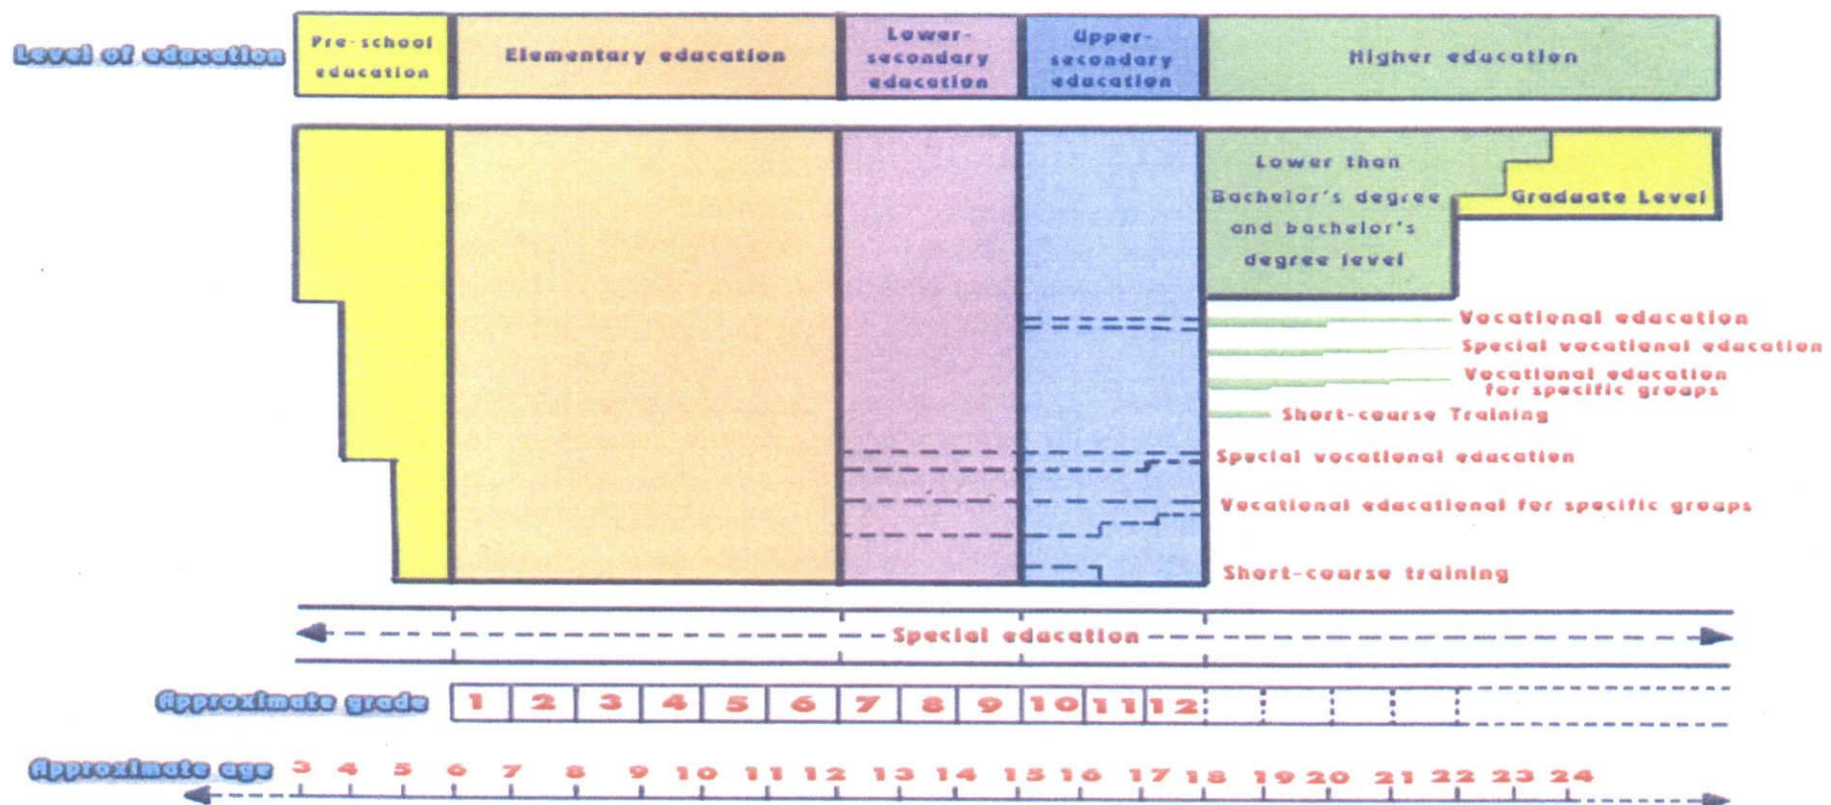 Level of education
Pre-school
education
Elementary education
Lower-
secondary
education
Upper-
secondary
education
Higher education
Lower than
Bachelor's degree
and bachelor's
degree level
Graduate Level
Vocational education
Special vocational education
Vocational education
for specific groups
Short-course Training
Special vocational education
Vocational educational for specific groups
Short-course training
Special education
Approximate grade 1 2 3 4 5 6 7 8 9 10 11 12
Approximate age 3 4 5 6 7 8 9 10 11 12 13 14 15 16 17 18 19 20 21 22 23 24